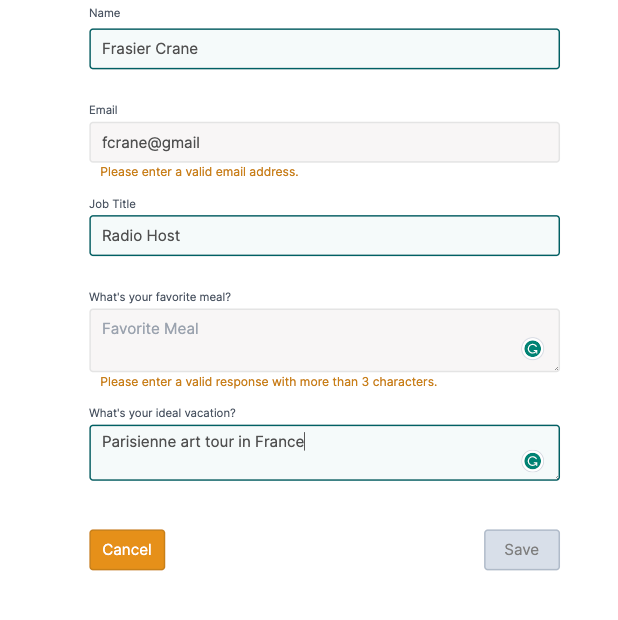 Name
Frasier Crane
Email
fcrane@gmail
Please enter a valid email address.
Job Title
Radio Host
What's your favorite meal?
Favorite Meal
Please enter a valid response with more than 3 characters.
What's your ideal vacation?
Parisienne art tour in France
Cancel
Save